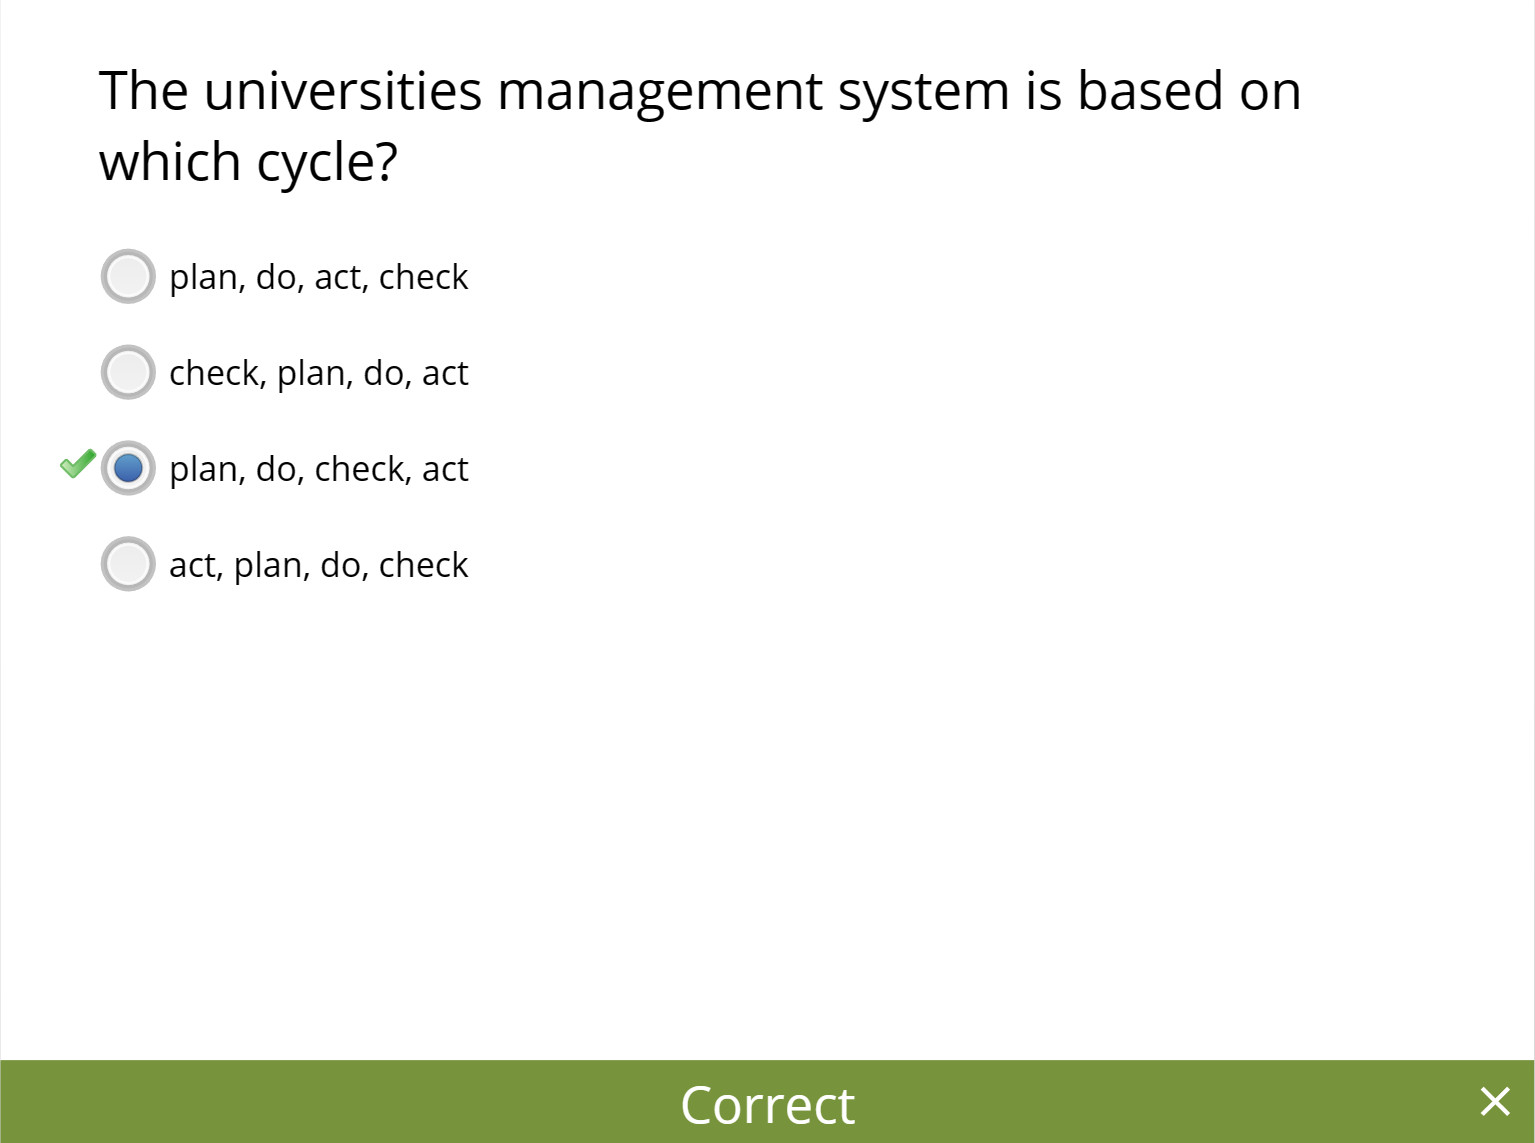 The universities management system is based on
which cycle?
plan, do, act, check
check, plan, do, act
plan, do, check, act
act, plan, do, check
Correct